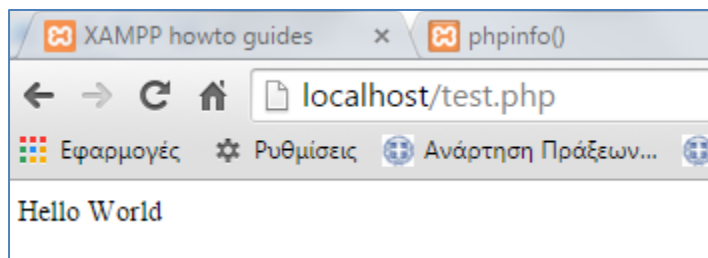 XAMPP howto guides × phpinfo()
localhost/test.php
Εφαρμογές Ρυθμίσεις Ανάρτηση Πράξεων...
Hello World